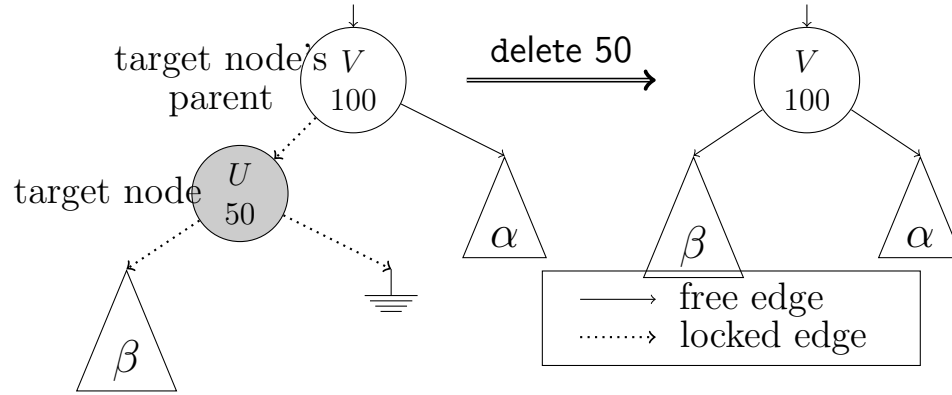 target node's
parent
V
100
delete 50
V
100
target node
U
50
α
β
α
β
free edge
locked edge